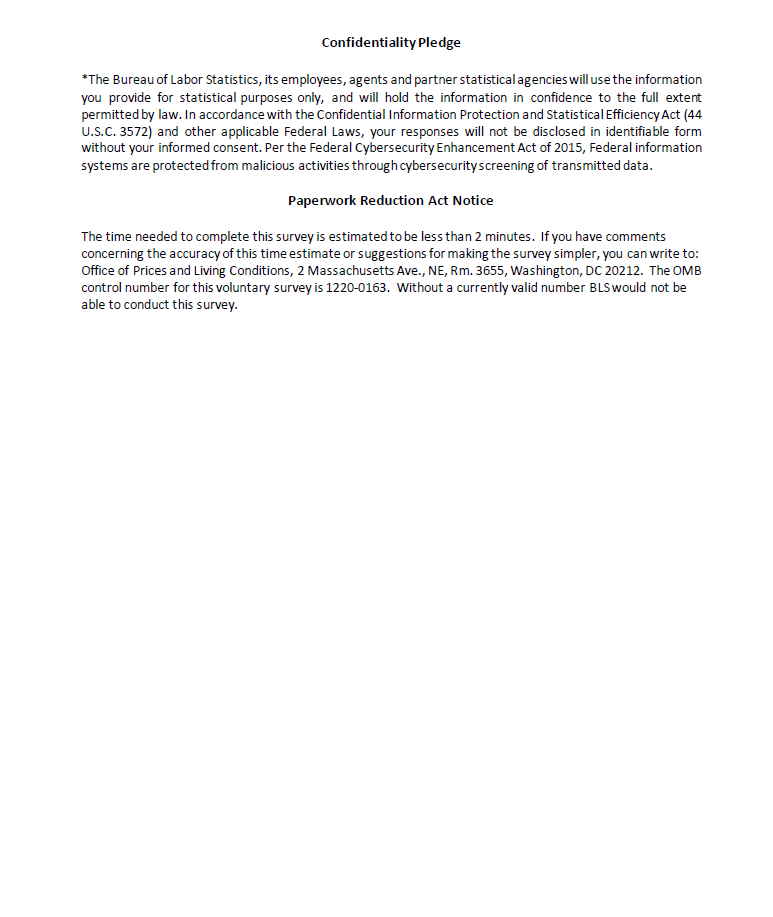 Confidentiality Pledge
*The Bureau of Labor Statistics, its employees, agents and partner statistical agencies will use the information
you provide for statistical purposes only, and will hold the information in confidence to the full extent
permitted by law. In accordance with the Confidential Information Protection and Statistical Efficiency Act (44
U.S.C. 3572) and other applicable Federal Laws, your responses will not be disclosed in identifiable form
without your informed consent. Per the Federal Cybersecurity Enhancement Act of 2015, Federal information
systems are protected from malicious activities through cybersecurity screening of transmitted data.
Paperwork Reduction Act Notice
The time needed to complete this survey is estimated to be less than 2 minutes.  If you have comments
concerning the accuracy of this time estimate or suggestions for making the survey simpler, you can write to:
Office of Prices and Living Conditions, 2 Massachusetts Ave., NE, Rm. 3655, Washington, DC 20212.  The OMB
control number for this voluntary survey is 1220-0163.  Without a currently valid number BLS would not be
able to conduct this survey.